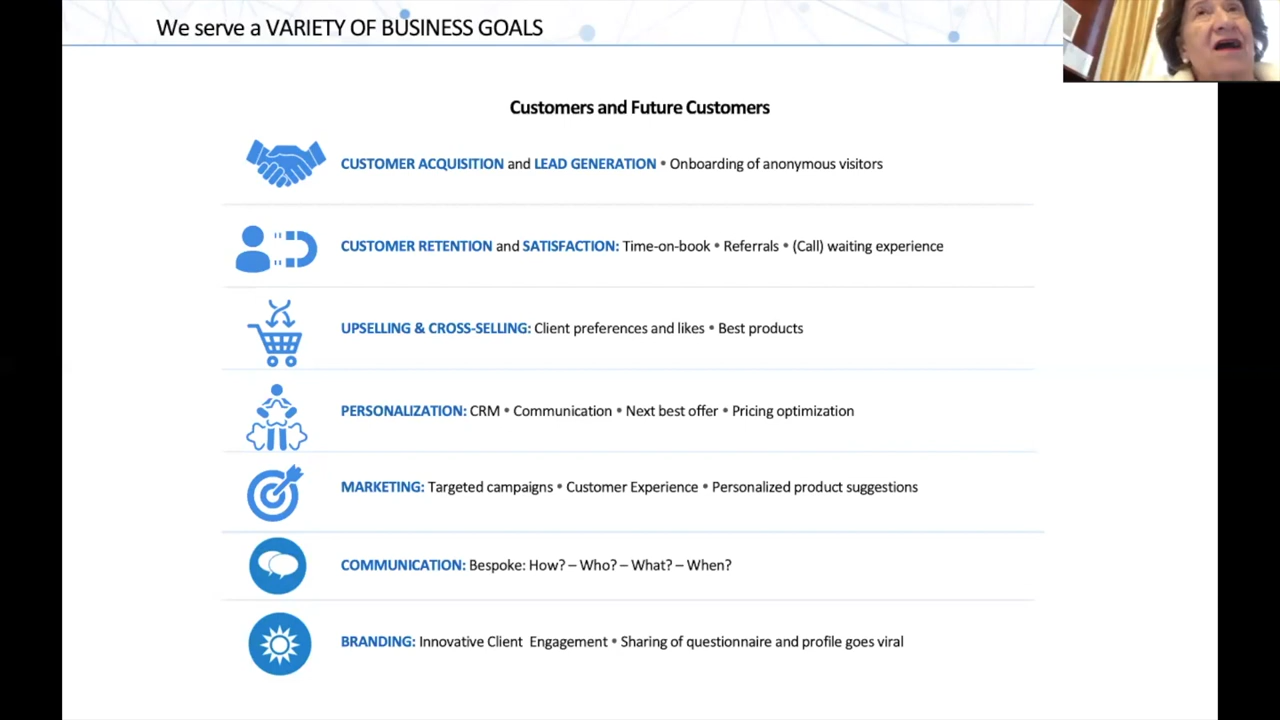 We serve a VARIETY OF BUSINESS GOALS
Customers and Future Customers
CUSTOMER ACQUISITION and LEAD GENERATION • Onboarding of anonymous visitors
CUSTOMER RETENTION and SATISFACTION: Time-on-book • Referrals • (Call) waiting experience
UPSELLING & CROSS-SELLING: Client preferences and likes • Best products
PERSONALIZATION: CRM • Communication • Next best offer • Pricing optimization
MARKETING: Targeted campaigns • Customer Experience • Personalized product suggestions
COMMUNICATION: Bespoke: How? – Who? – What? – When?
BRANDING: Innovative Client Engagement • Sharing of questionnaire and profile goes viral